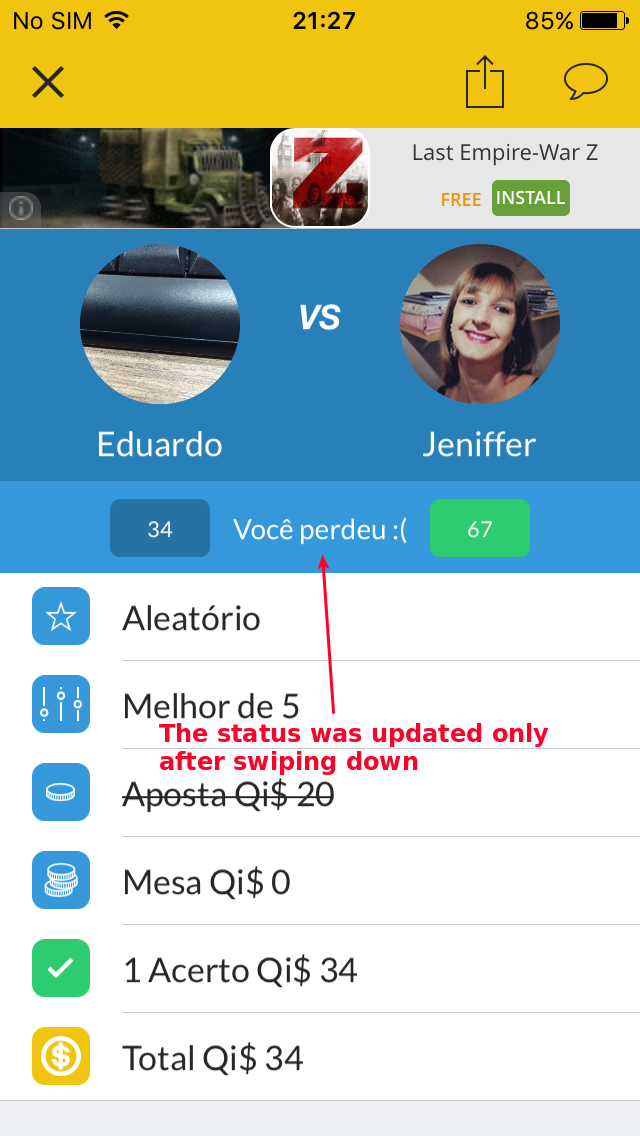 No SIM 21:27 85%
Z
Last Empire-War Z
FREE INSTALL
VS
Eduardo Jeniffer
34 Você perdeu :( 67
Aleatório
Melhor de 5
The status was updated only
after swiping down
Aposta Qi$ 20
Mesa Qi$ 0
1 Acerto Qi$ 34
Total Qi$ 34